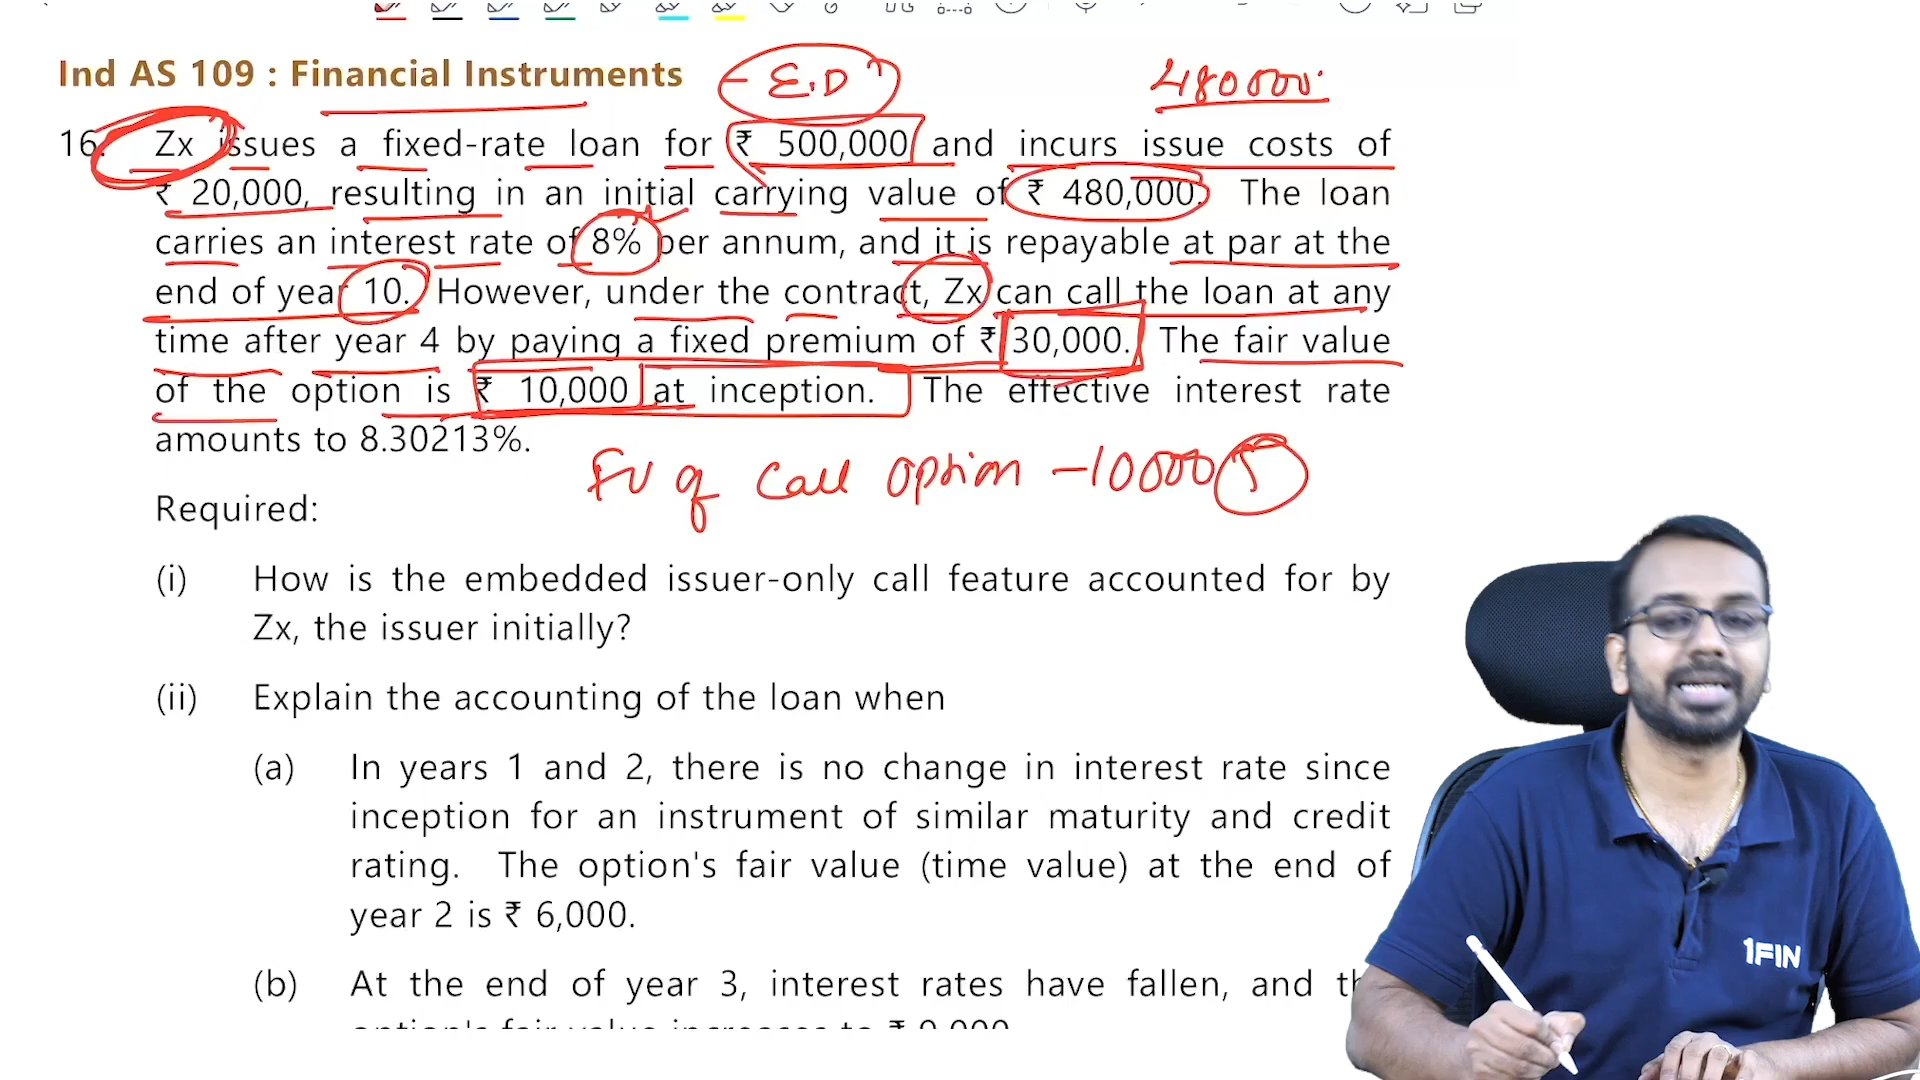 Ind AS 109 : Financial Instruments
E.D
480000
16. Zx issues a fixed-rate loan for ₹ 500,000 and incurs issue costs of
₹ 20,000, resulting in an initial carrying value of ₹ 480,000. The loan
carries an interest rate of 8% per annum, and it is repayable at par at the
end of year 10. However, under the contract, Zx can call the loan at any
time after year 4 by paying a fixed premium of ₹ 30,000. The fair value
of the option is ₹ 10,000 at inception. The effective interest rate
amounts to 8.30213%.
FV of Call Option - 10000
Required:
(i) How is the embedded issuer-only call feature accounted for by
Zx, the issuer initially?
(ii) Explain the accounting of the loan when
(a) In years 1 and 2, there is no change in interest rate since
inception for an instrument of similar maturity and credit
rating. The option's fair value (time value) at the end of
year 2 is ₹ 6,000.
(b) At the end of year 3, interest rates have fallen, and
1FIN